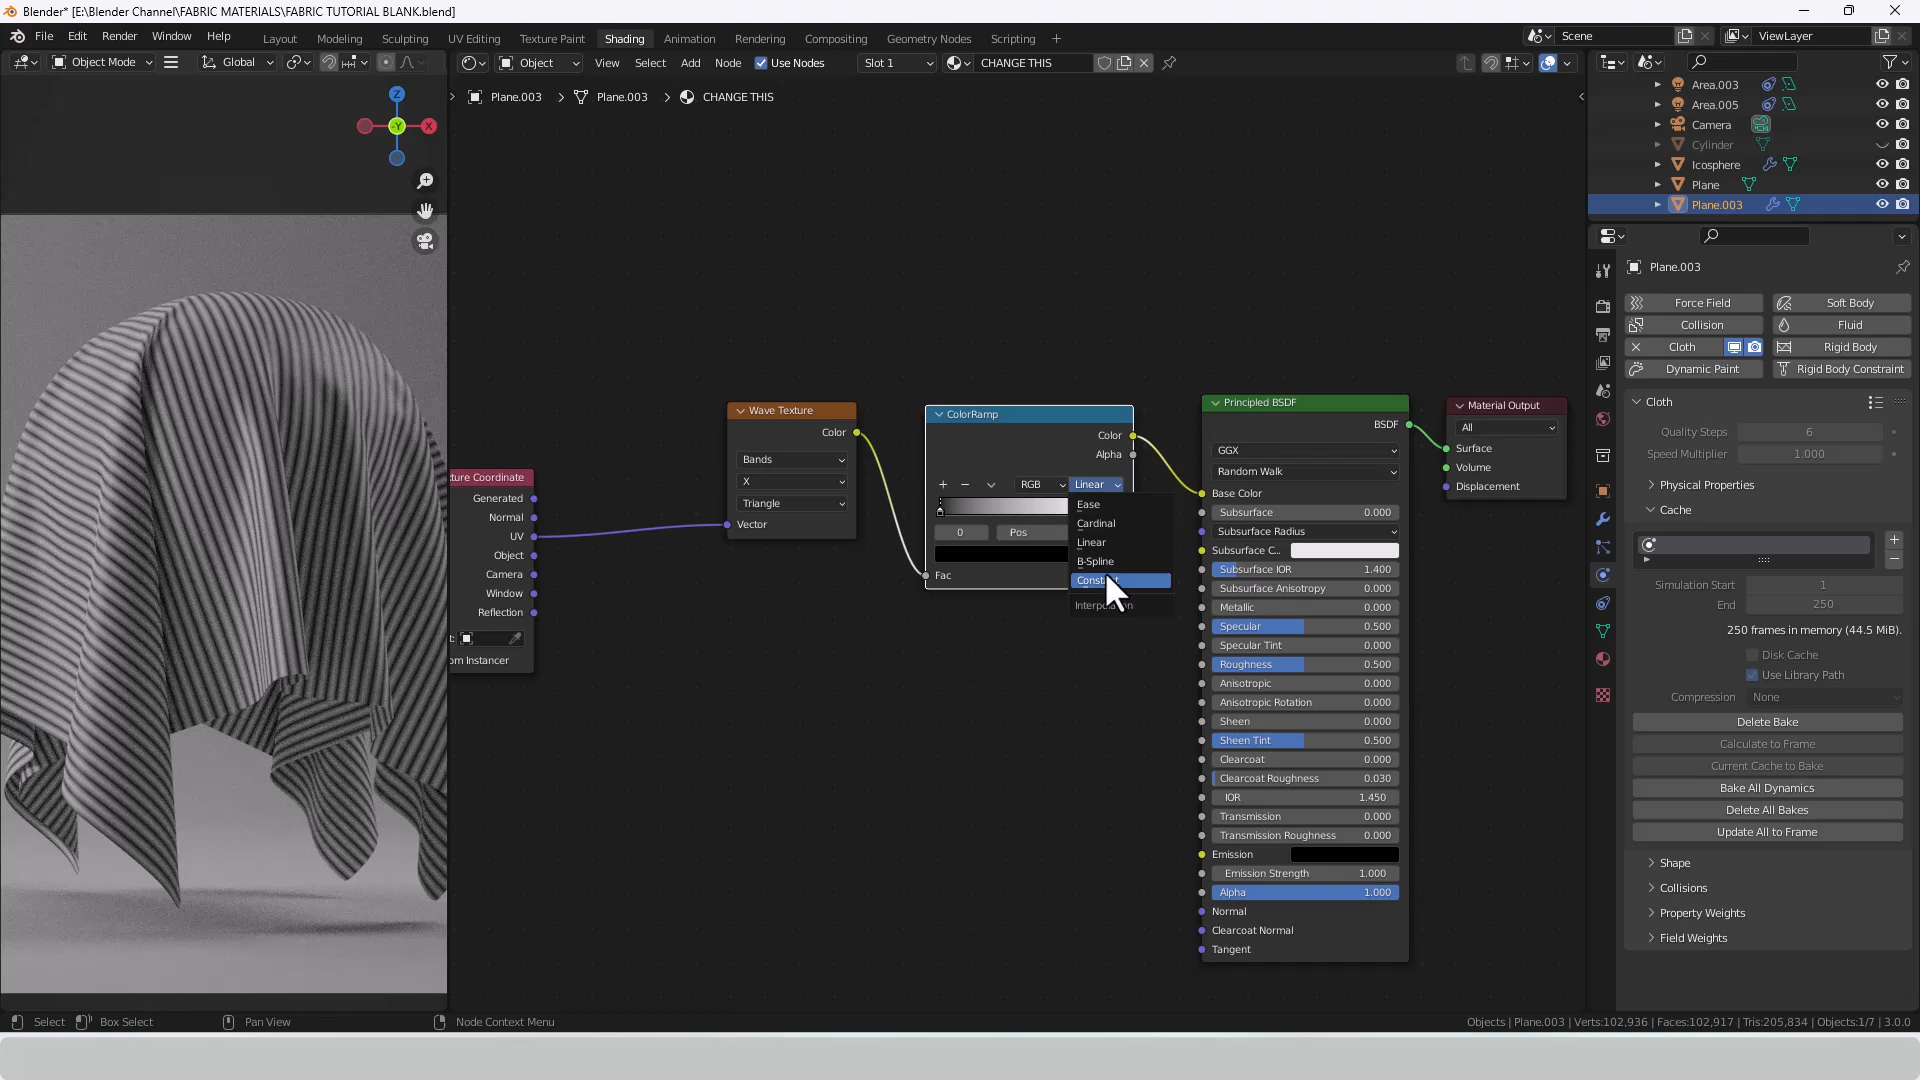 Blender* [E:\Blender Channel\FABRIC MATERIALS\FABRIC TUTORIAL BLANK.blend]
File Edit Render Window Help Layout Modeling Sculpting UV Editing Texture Paint Shading Animation Rendering Compositing Geometry Nodes Scripting + Scene ViewLayer
Object Mode Global Object View Select Add Node Use Nodes Slot 1 CHANGE THIS
Plane.003 > Plane.003 > CHANGE THIS
Z
-Y X
Area.003
Area.005
Camera
Cylinder
Icosphere
Plane
Plane.003
Plane.003
Force Field Soft Body
Collision Fluid
Cloth Rigid Body
Dynamic Paint Rigid Body Constraint
Cloth
Quality Steps 6
Speed Multiplier 1.000
Physical Properties
Cache
Simulation Start 1
End 250
250 frames in memory (44.5 MiB).
Disk Cache
Use Library Path
Compression None
Delete Bake
Calculate to Frame
Current Cache to Bake
Bake All Dynamics
Delete All Bakes
Update All to Frame
Shape
Collisions
Property Weights
Field Weights
ture Coordinate
Generated
Normal
UV
Object
Camera
Window
Reflection
t:
om Instancer
Wave Texture
Color
Bands
X
Triangle
Vector
ColorRamp
Color
Alpha
RGB Linear
0 Pos
Fac
Ease
Cardinal
Linear
B-Spline
Principled BSDF
BSDF
GGX
Random Walk
Base Color
Subsurface 0.000
Subsurface Radius
Subsurface C...
Subsurface IOR 1.400
Subsurface Anisotropy 0.000
Metallic 0.000
Specular 0.500
Specular Tint 0.000
Roughness 0.500
Anisotropic 0.000
Anisotropic Rotation 0.000
Sheen 0.000
Sheen Tint 0.500
Clearcoat 0.000
Clearcoat Roughness 0.030
IOR 1.450
Transmission 0.000
Transmission Roughness 0.000
Emission
Emission Strength 1.000
Alpha 1.000
Normal
Clearcoat Normal
Tangent
Material Output
All
Surface
Volume
Displacement
Select Box Select Pan View Node Context Menu Objects | Plane.003 | Verts:102,936 | Faces:102,917 | Tris:205,834 | Objects:1/7 | 3.0.0